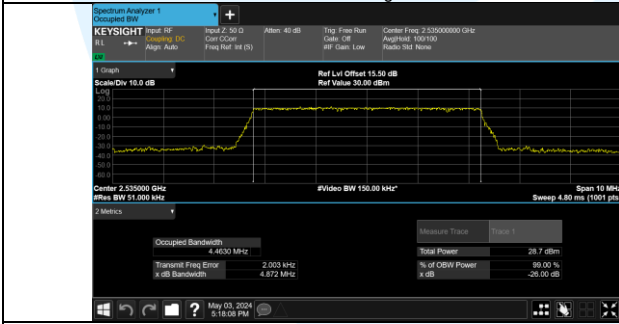 Spectrum Analyzer 1
Occupied BW
+
KEYSIGHT Input: RF Input Z: 50 Ω Atten: 40 dB Trig: Free Run Center Freq: 2.535000000 GHz
RL Coupling: DC Corr CCorr Gate: Off Avg|Hold: 100/100
Align: Auto Freq Ref: Int (S) #IF Gain: Low Radio Std: None
1 Graph
Ref Lvl Offset 15.50 dB
Scale/Div 10.0 dB Ref Value 30.00 dBm
Log
20.0
10.0
0.00
-10.0
-20.0
-30.0
-40.0
-50.0
-60.0
Center 2.535000 GHz #Video BW 150.00 kHz* Span 10 MHz
#Res BW 51.000 kHz Sweep 4.80 ms (1001 pts)
2 Metrics
Measure Trace Trace 1
Occupied Bandwidth
4.4630 MHz Total Power 28.7 dBm
Transmit Freq Error 2.003 kHz % of OBW Power 99.00 %
x dB Bandwidth 4.872 MHz x dB -26.00 dB
? May 03, 2024
5:18:08 PM